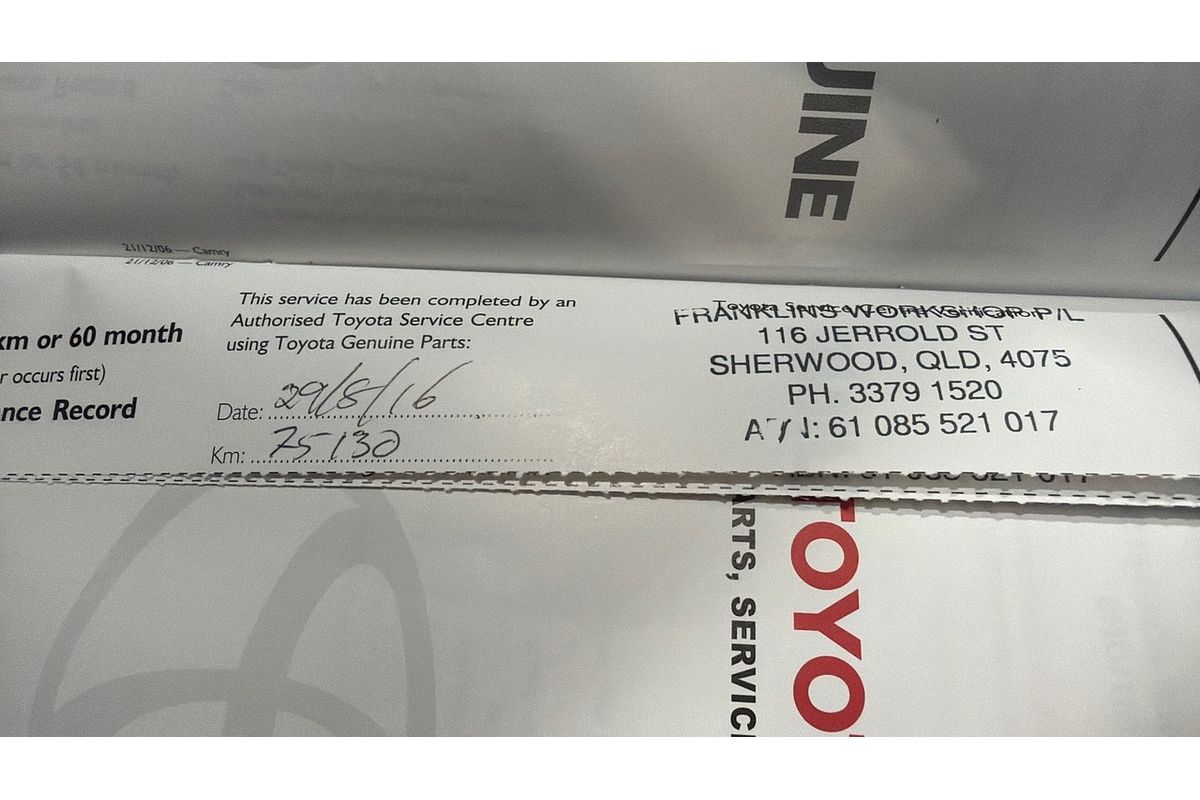 UINE
21/12/06 — Camry
21/12/06 — Camry
km or 60 month
r occurs first)
nce Record
This service has been completed by an
Authorised Toyota Service Centre
using Toyota Genuine Parts:
Date: 29/8/16
Km: 75130
FRANKLINS WORKSHOP P/L
116 JERROLD ST
SHERWOOD, QLD, 4075
PH. 3379 1520
A N: 61 085 521 017
ARTS, SERVIC
TOYO